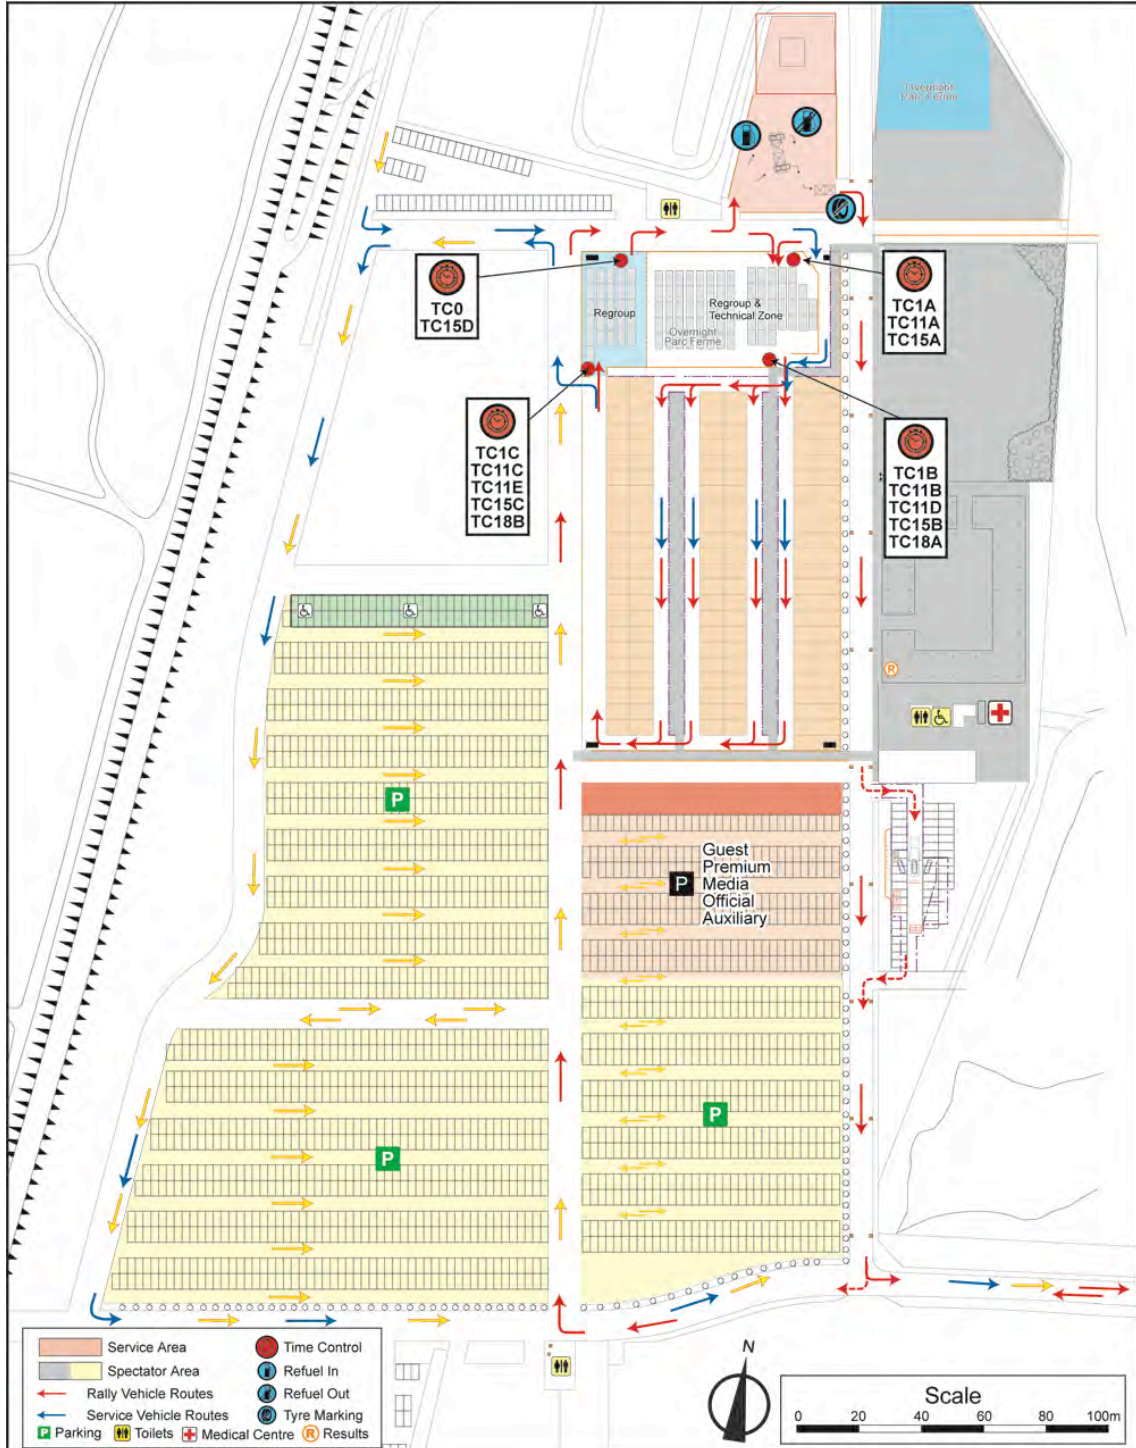 Overnight
Parc Ferme
TC0
TC15D
Regroup
Regroup &
Technical Zone
Overnight
Parc Ferme
TC1A
TC11A
TC15A
TC1C
TC11C
TC11E
TC15C
TC18B
TC1B
TC11B
TC11D
TC15B
TC18A
R
P
P
Guest
Premium
Media
Official
Auxiliary
P
P
Service Area
Time Control
Spectator Area
Refuel In
Rally Vehicle Routes
Refuel Out
Service Vehicle Routes
Tyre Marking
P Parking
Toilets
Medical Centre
R Results
N
Scale
0 20 40 60 80 100m